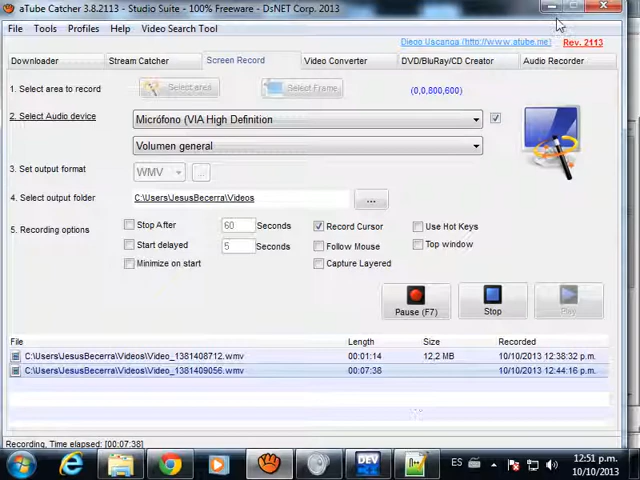 aTube Catcher 3.8.2113 - Studio Suite - 100% Freeware - DsNET Corp. 2013
File Tools Profiles Help Video Search Tool
Diego Uscanga [http://www.atube.me] Rev. 2113
Downloader Stream Catcher Screen Record Video Converter DVD/BluRay/CD Creator Audio Recorder
1. Select area to record Select area Select Frame (0,0,800,600)
2. Select Audio device Micrófono (VIA High Definition
Volumen general
3. Set output format WMV ...
4. Select output folder C:\Users\JesusBecerra\Videos ...
5. Recording options Stop After 60 Seconds Record Cursor Use Hot Keys
Start delayed 5 Seconds Follow Mouse Top window
Minimize on start Capture Layered
Pause (F7) Stop Play
File Length Size Recorded
C:\Users\JesusBecerra\Videos\Video_1381408712.wmv 00:01:14 12,2 MB 10/10/2013 12:38:32 p.m.
C:\Users\JesusBecerra\Videos\Video_1381409056.wmv 00:07:38 10/10/2013 12:44:16 p.m.
Recording, Time elapsed: [00:07:38]
DEV ES 12:51 p.m.
10/10/2013